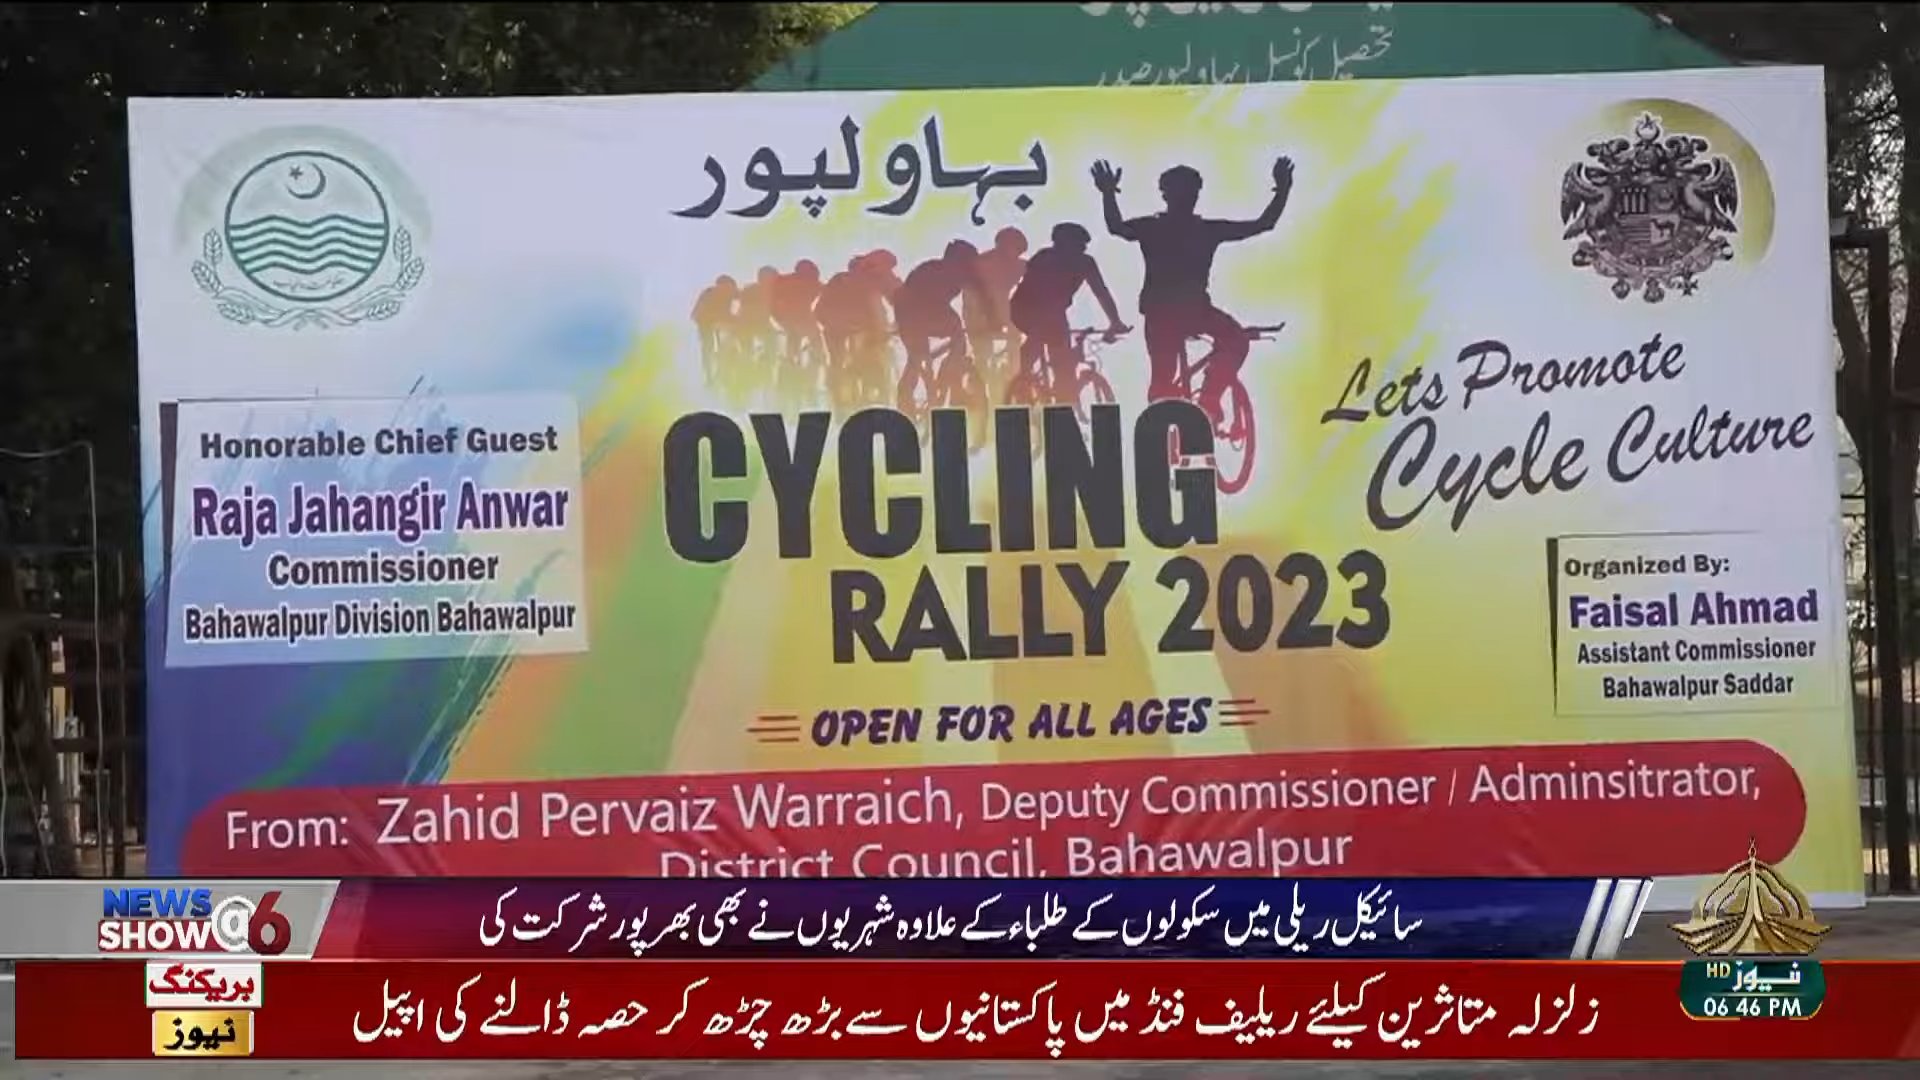 تحصیل کونسل بہاولپور صدر
بہاولپور
Lets Promote
Cycle Culture
Honorable Chief Guest
Raja Jahangir Anwar
Commissioner
Bahawalpur Division Bahawalpur
CYCLING
RALLY 2023
OPEN FOR ALL AGES
Organized By:
Faisal Ahmad
Assistant Commissioner
Bahawalpur Saddar
From: Zahid Pervaiz Warraich, Deputy Commissioner / Adminsitrator,
District Council, Bahawalpur
NEWS
SHOW@6
سائیکل ریلی میں سکولوں کے طلباء کے علاوہ شہریوں نے بھی بھرپور شرکت کی
بریکنگ
نیوز
زلزلہ متاثرین کیلئے ریلیف فنڈ میں پاکستانیوں سے بڑھ چڑھ کر حصہ ڈالنے کی اپیل
نیوز HD
06 46 PM